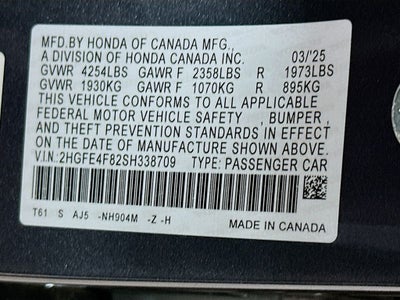 MFD.BY HONDA OF CANADA MFG.,
A DIVISION OF HONDA CANADA INC. 03/'25
GVWR 4254LBS GAWR F 2358LBS R 1973LBS
GVWR 1930KG GAWR F 1070KG R 895KG
THIS VEHICLE CONFORMS TO ALL APPLICABLE
FEDERAL MOTOR VEHICLE SAFETY , BUMPER ,
AND THEFT PREVENTION STANDARDS IN EFFECT
ON THE DATE OF MANUFACTURE SHOWN ABOVE.
V.I.N:2HGFE4F82SH338709 TYPE: PASSENGER CAR
T61 S AJ5 -NH904M -Z -H
MADE IN CANADA